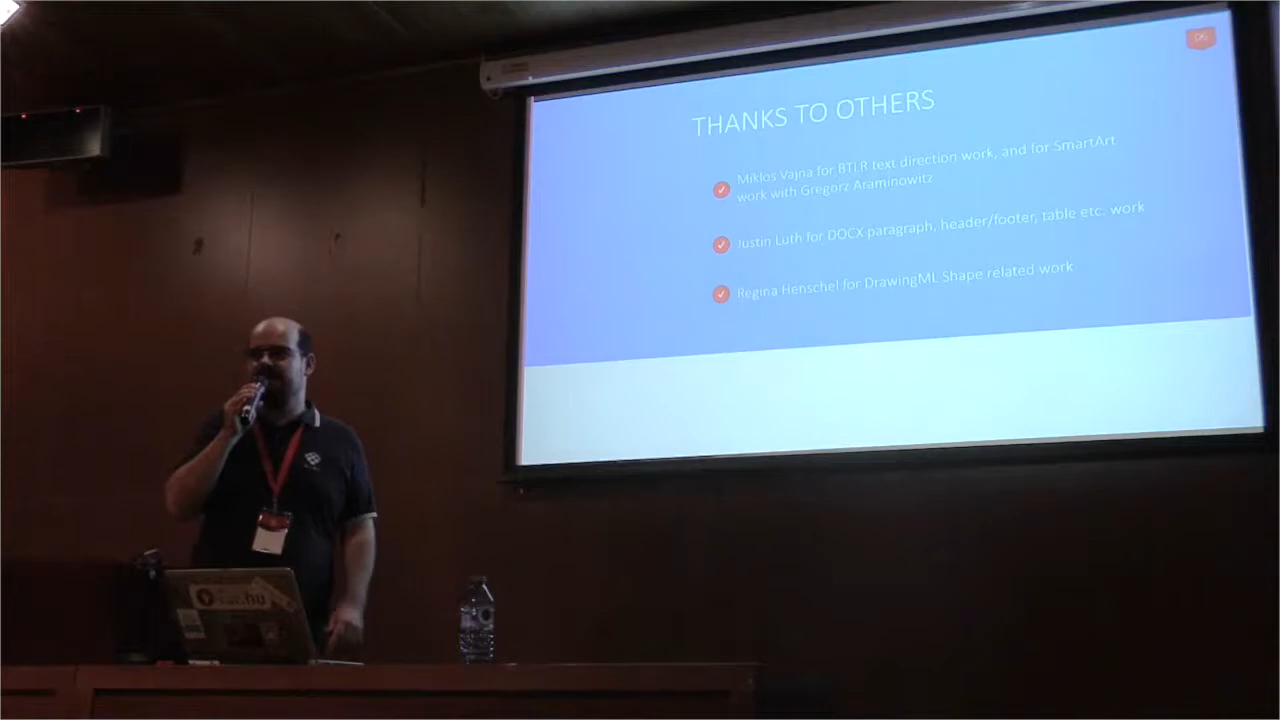 06
THANKS TO OTHERS
Miklos Vajna for BTLR text direction work, and for SmartArt
work with Gregorz Araminowitz
Justin Luth for DOCX paragraph, header/footer, table etc. work
Regina Henschel for DrawingML Shape related work